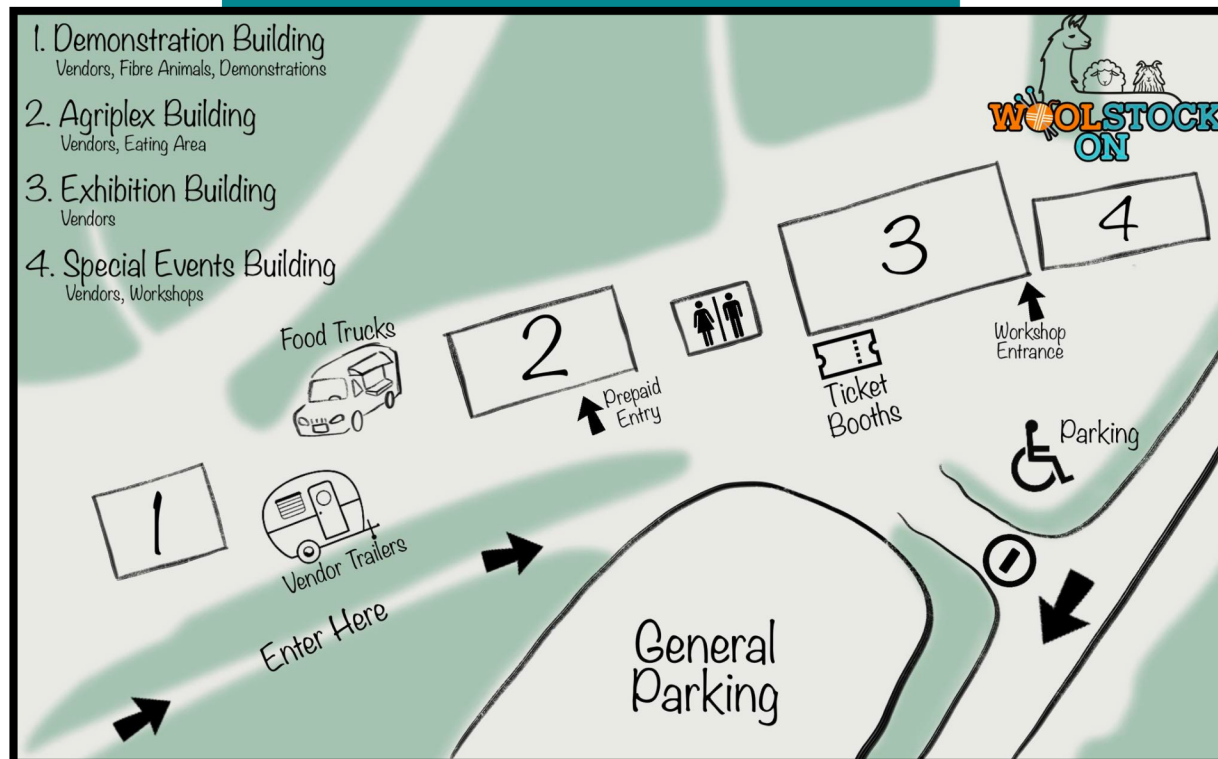 1. Demonstration Building
Vendors, Fibre Animals, Demonstrations
2. Agriplex Building
Vendors, Eating Area
3. Exhibition Building
Vendors
4. Special Events Building
Vendors, Workshops
WOOLSTOCK
ON
4
3
Workshop
Entrance
Food Trucks
2
Prepaid
Entry
Ticket
Booths
Parking
1
Vendor Trailers
Enter Here
General
Parking